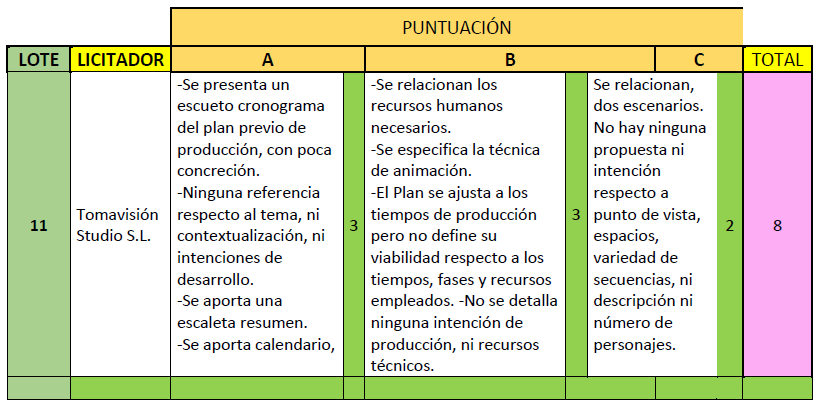 PUNTUACIÓN
LOTE LICITADOR A B C TOTAL
11
Tomavisión
Studio S.L.
-Se presenta un
escueto cronograma
del plan previo de
producción, con poca
concreción.
-Ninguna referencia
respecto al tema, ni
contextualización, ni
intenciones de
desarrollo.
-Se aporta una
escaleta resumen.
-Se aporta calendario,
3
-Se relacionan los
recursos humanos
necesarios.
-Se especifica la técnica
de animación.
-El Plan se ajusta a los
tiempos de producción
pero no define su
viabilidad respecto a los
tiempos, fases y recursos
empleados. -No se detalla
ninguna intención de
producción, ni recursos
técnicos.
3
Se relacionan,
dos escenarios.
No hay ninguna
propuesta ni
intención
respecto a
punto de vista,
espacios,
variedad de
secuencias, ni
descripción ni
número de
personajes.
2
8